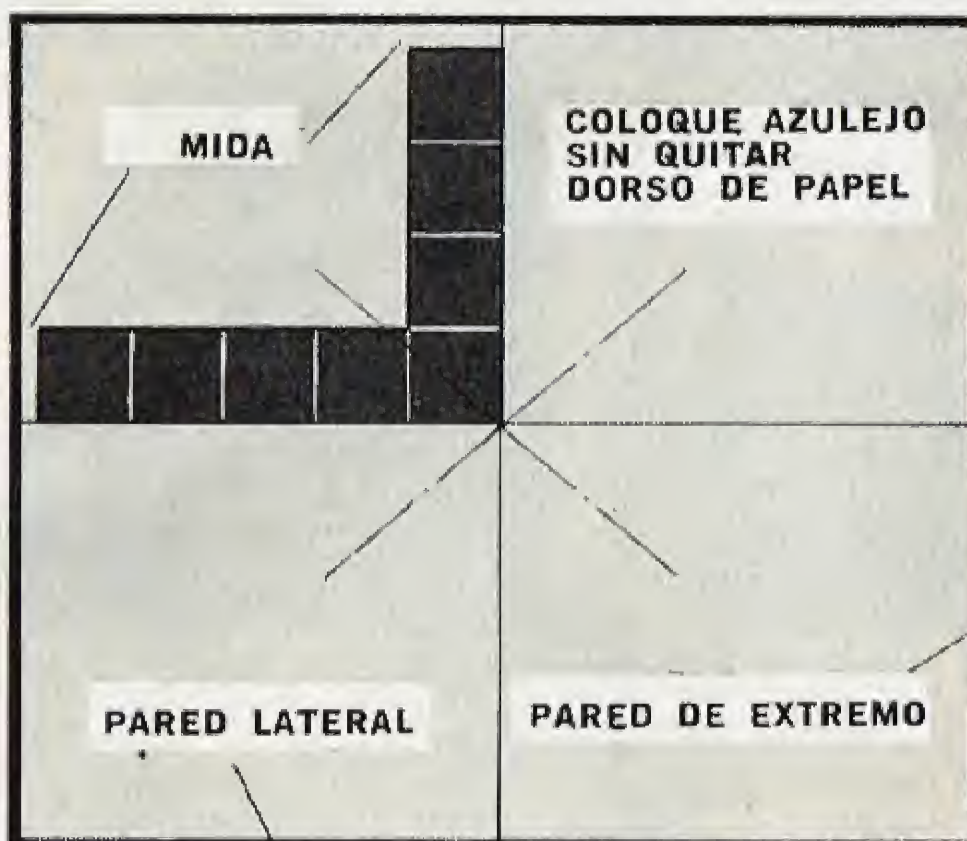 MIDA
COLOQUE AZULEJO
SIN QUITAR
DORSO DE PAPEL
PARED LATERAL
PARED DE EXTREMO